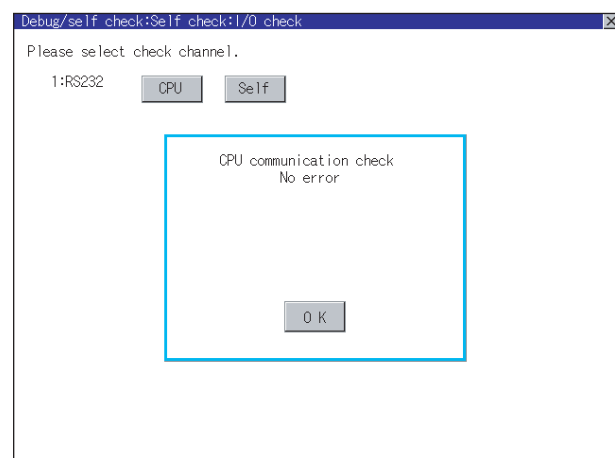 Debug/self check:Self check:I/O check
Please select check channel.
1:RS232 CPU Self
CPU communication check
No error
O K